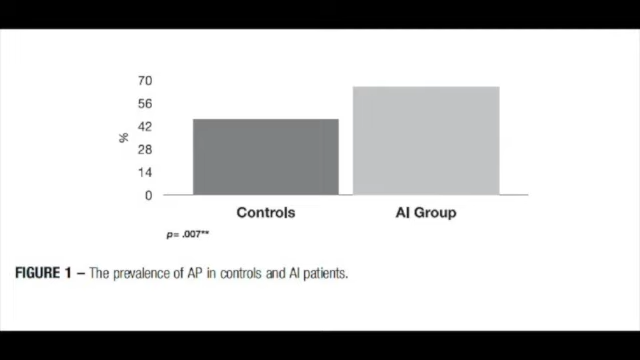 70
56
42
28
14
0
%
Controls AI Group
p= .007**
FIGURE 1 – The prevalence of AP in controls and AI patients.